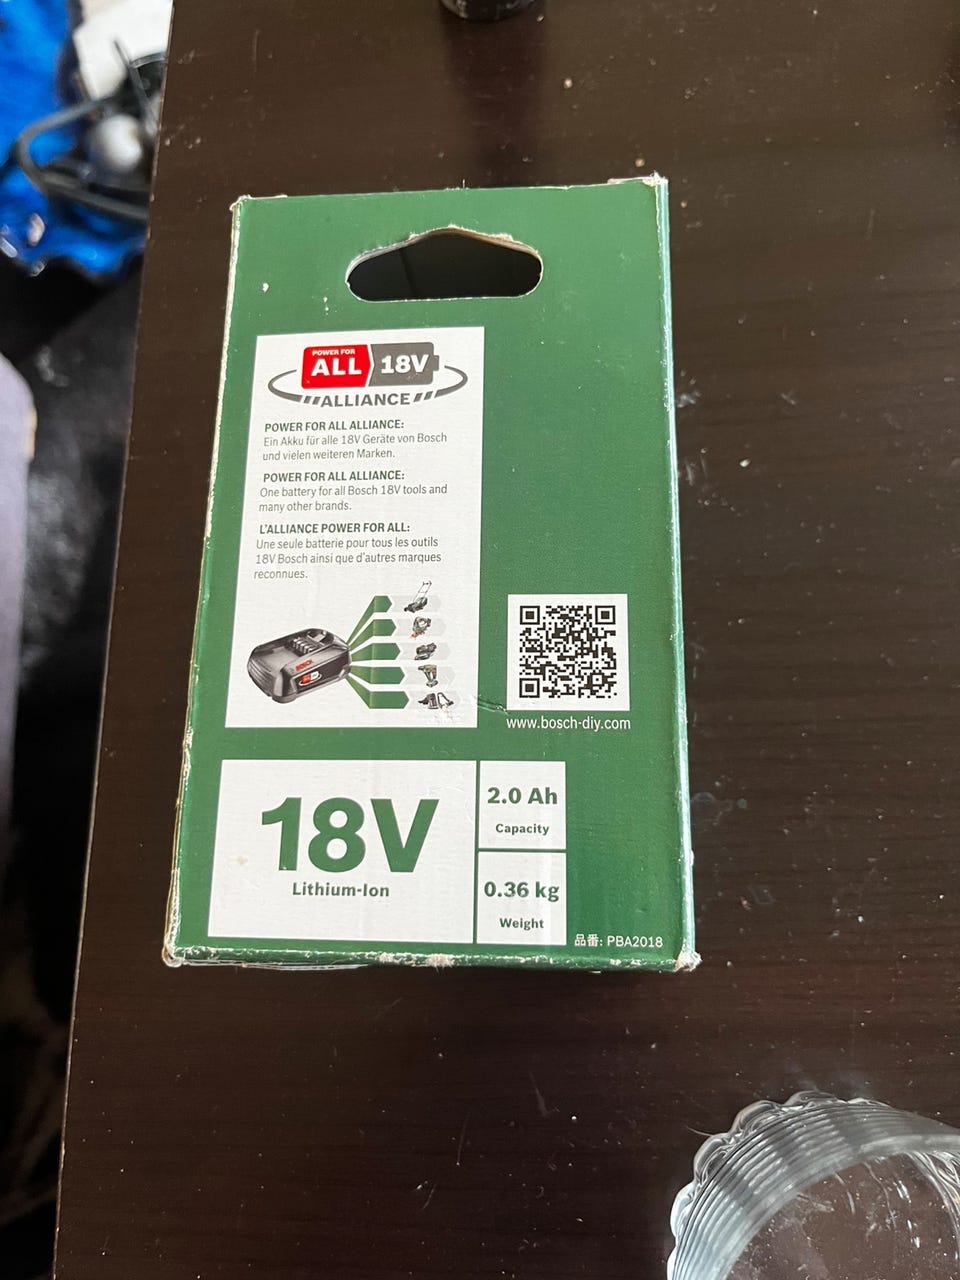 POWER FOR
ALL 18V
ALLIANCE
POWER FOR ALL ALLIANCE:
Ein Akku für alle 18V Geräte von Bosch
und vielen weiteren Marken.
POWER FOR ALL ALLIANCE:
One battery for all Bosch 18V tools and
many other brands.
L'ALLIANCE POWER FOR ALL:
Une seule batterie pour tous les outils
18V Bosch ainsi que d'autres marques
reconnues.
BOSCH
www.bosch-diy.com
18V
Lithium-Ion
2.0 Ah
Capacity
0.36 kg
Weight
品番: PBA2018